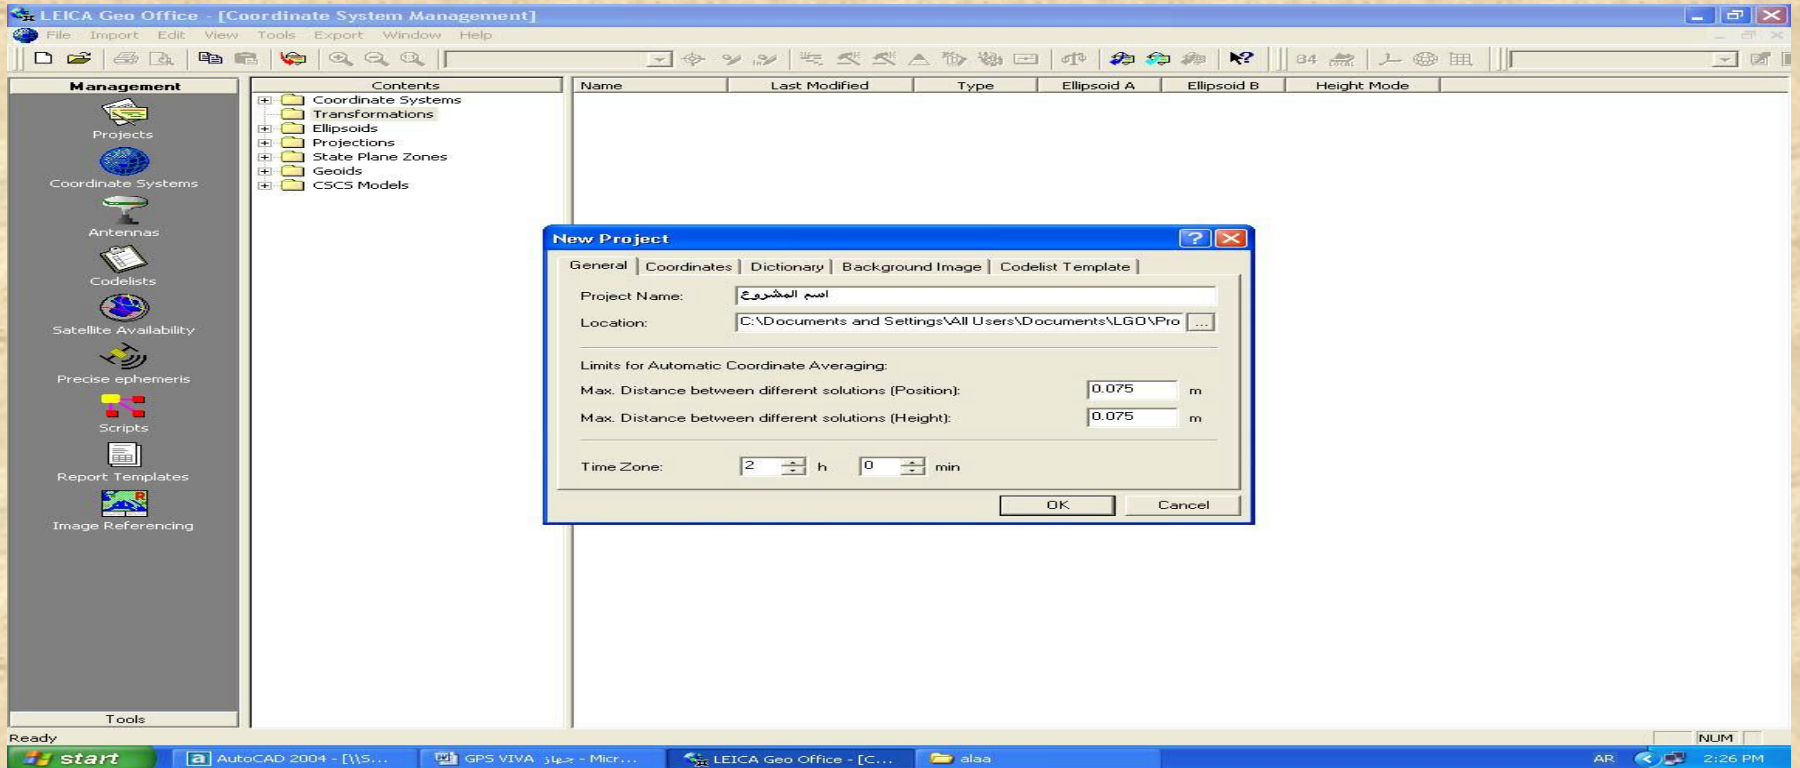 LEICA Geo Office - [Coordinate System Management]
File Import Edit View Tools Export Window Help
Management
Projects
Coordinate Systems
Antennas
Codelists
Satellite Availability
Precise ephemeris
Scripts
Report Templates
Image Referencing
Tools
Contents
Coordinate Systems
Transformations
Ellipsoids
Projections
State Plane Zones
Geoids
CSCS Models
Name Last Modified Type Ellipsoid A Ellipsoid B Height Mode
New Project
General Coordinates Dictionary Background Image Codelist Template
Project Name: اسم المشروع
Location: C:\Documents and Settings\All Users\Documents\LGO\Pro ...
Limits for Automatic Coordinate Averaging:
Max. Distance between different solutions (Position): 0.075 m
Max. Distance between different solutions (Height): 0.075 m
Time Zone: 2 h 0 min
OK Cancel
Ready NUM
start AutoCAD 2004 - [\\S... GPS VIVA جهاز - Micr... LEICA Geo Office - [C... alaa AR 2:26 PM